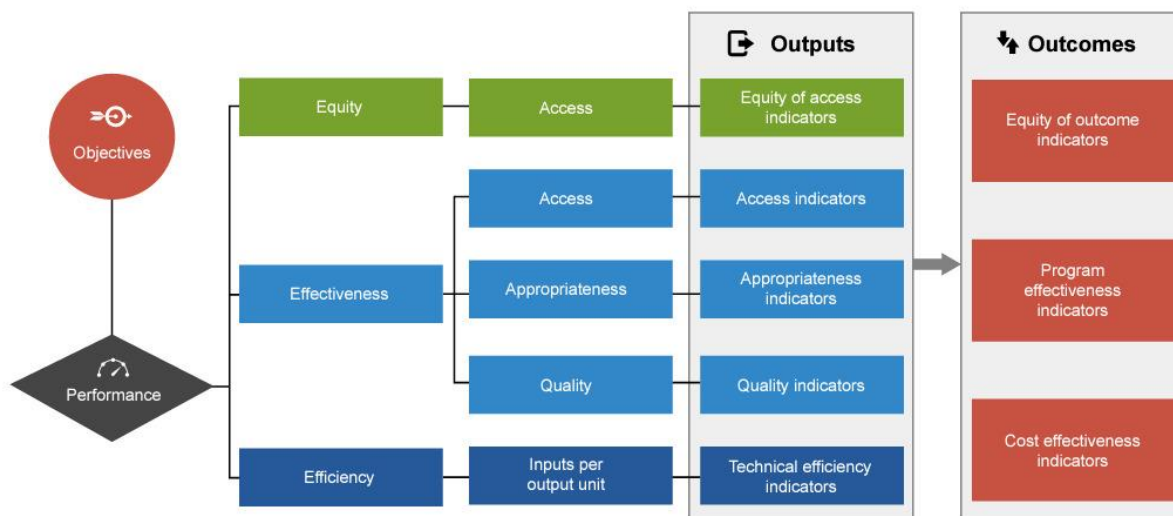 Outputs
Outcomes
Objectives
Equity
Access
Equity of access
indicators
Equity of outcome
indicators
Access
Access indicators
Effectiveness
Appropriateness
Appropriateness
indicators
Program
effectiveness
indicators
Performance
Quality
Quality indicators
Efficiency
Inputs per
output unit
Technical efficiency
indicators
Cost effectiveness
indicators